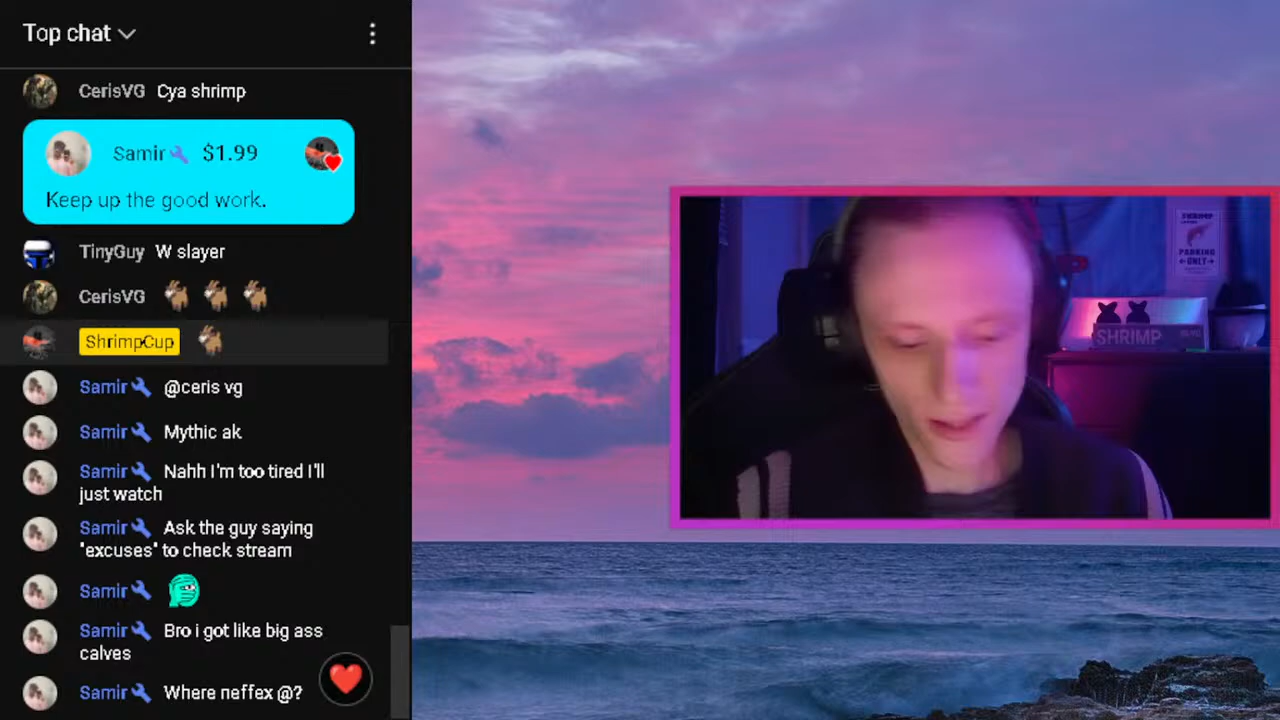 Top chat
CerisVG Cya shrimp
Samir $1.99
Keep up the good work.
TinyGuy W slayer
CerisVG
ShrimpCup
Samir @ceris vg
Samir Mythic ak
Samir Nahh I'm too tired I'll
just watch
Samir Ask the guy saying
"excuses" to check stream
Samir
Samir Bro i got like big ass
calves
Samir Where neffex @?
SHRIMP
PARKING
ONLY
SHRIMP